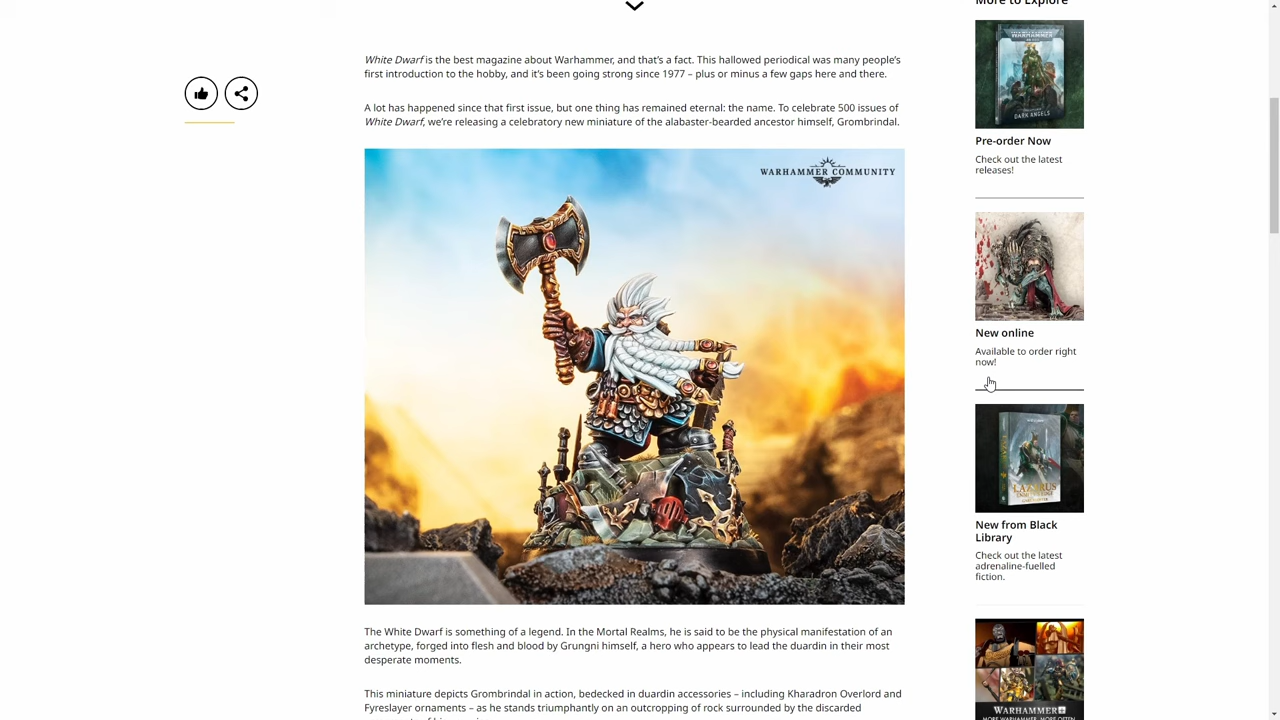 More to Explore
White Dwarf is the best magazine about Warhammer, and that's a fact. This hallowed periodical was many people's
first introduction to the hobby, and it's been going strong since 1977 – plus or minus a few gaps here and there.
A lot has happened since that first issue, but one thing has remained eternal: the name. To celebrate 500 issues of
White Dwarf, we're releasing a celebratory new miniature of the alabaster-bearded ancestor himself, Grombrindal.
WARHAMMER COMMUNITY
The White Dwarf is something of a legend. In the Mortal Realms, he is said to be the physical manifestation of an
archetype, forged into flesh and blood by Grungni himself, a hero who appears to lead the duardin in their most
desperate moments.
This miniature depicts Grombrindal in action, bedecked in duardin accessories – including Kharadron Overlord and
Fyreslayer ornaments – as he stands triumphantly on an outcropping of rock surrounded by the discarded
WARHAMMER
DARK ANGELS
Pre-order Now
Check out the latest
releases!
New online
Available to order right
now!
LAZARUS
New from Black
Library
Check out the latest
adrenaline-fuelled
fiction.
WARHAMMER+
MORE WARHAMMER. MORE OFTEN.